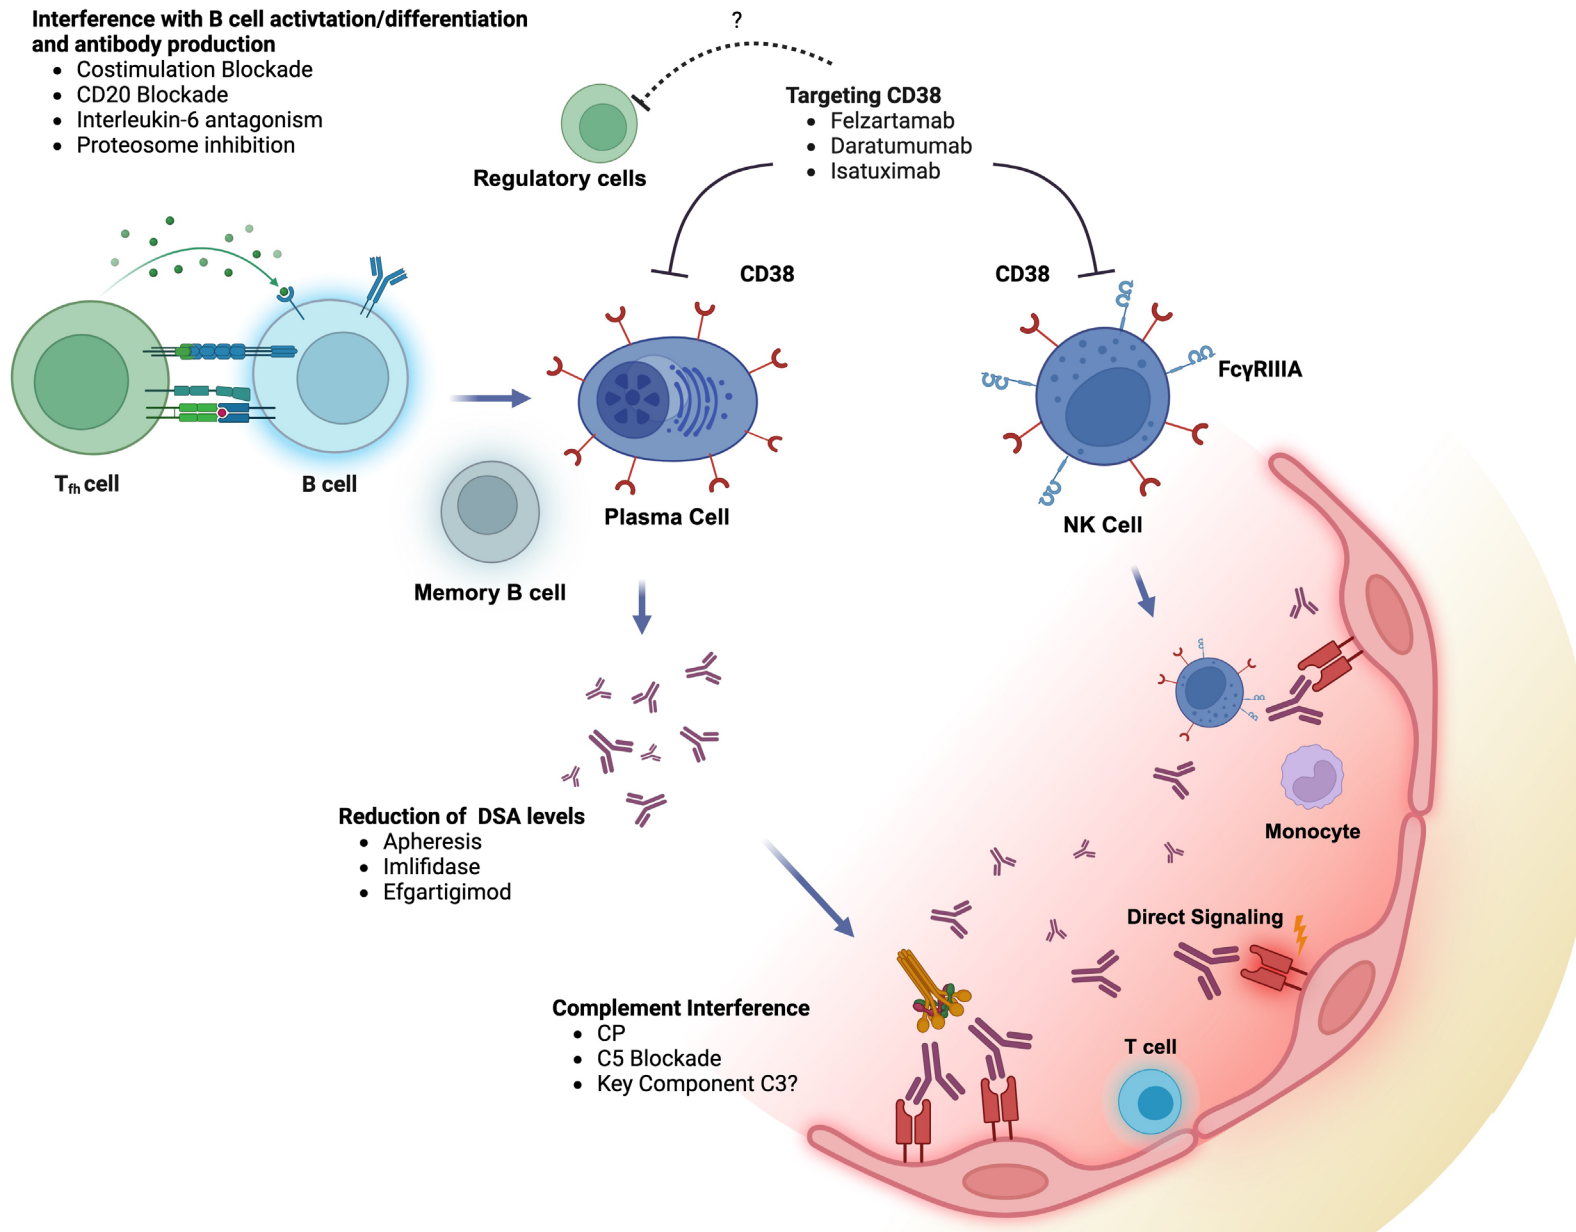 Interference with B cell activtation/differentiation
and antibody production
• Costimulation Blockade
• CD20 Blockade
• Interleukin-6 antagonism
• Proteosome inhibition
?
Targeting CD38
• Felzartamab
• Daratumumab
• Isatuximab
Regulatory cells
CD38
CD38
FcγRIIIA
Tfh cell
B cell
Plasma Cell
NK Cell
Memory B cell
Reduction of DSA levels
• Apheresis
• Imlifidase
• Efgartigimod
Monocyte
Direct Signaling
Complement Interference
• CP
• C5 Blockade
• Key Component C3?
T cell